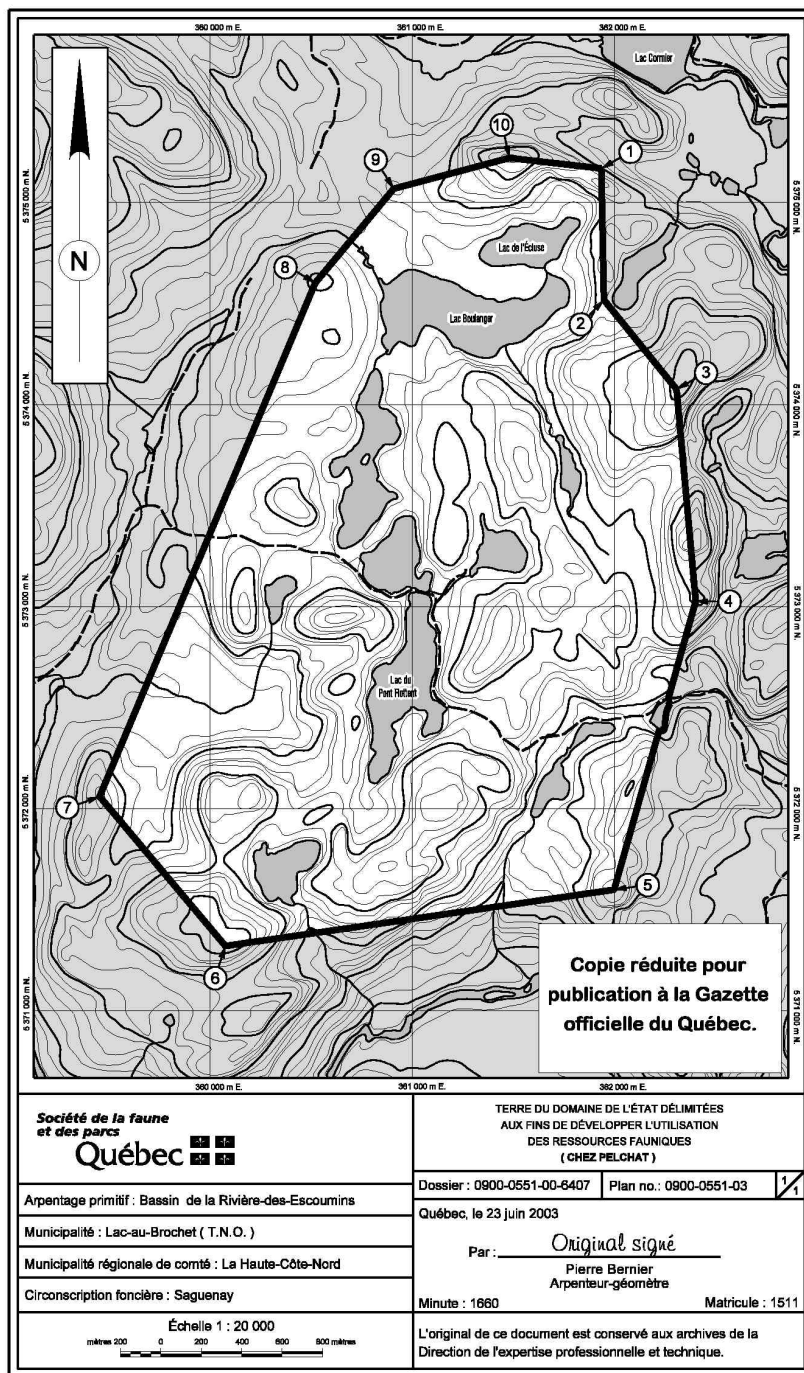 360 000 m E.
361 000 m E.
362 000 m E.
Lac Cormier
10
1
9
5 375 000 m N.
5 375 000 m N.
N
Lac de l'Écluse
8
Lac Boulanger
2
3
5 374 000 m N.
5 374 000 m N.
5 373 000 m N.
4
5 373 000 m N.
Lac du
Pont Flottant
7
5 372 000 m N.
5 372 000 m N.
5
6
Copie réduite pour
publication à la Gazette
officielle du Québec.
5 371 000 m N.
5 371 000 m N.
360 000 m E.
361 000 m E.
362 000 m E.
Société de la faune
et des parcs
Québec
Arpentage primitif : Bassin de la Rivière-des-Escoumins
Municipalité : Lac-au-Brochet ( T.N.O. )
Municipalité régionale de comté : La Haute-Côte-Nord
Circonscription foncière : Saguenay
Échelle 1 : 20 000
mètres 200 0 200 400 600 800 mètres
TERRE DU DOMAINE DE L'ÉTAT DÉLIMITÉES
AUX FINS DE DÉVELOPPER L'UTILISATION
DES RESSOURCES FAUNIQUES
( CHEZ PELCHAT )
Dossier : 0900-0551-00-6407
Plan no.: 0900-0551-03
1/1
Québec, le 23 juin 2003
Par : Original signé
Pierre Bernier
Arpenteur-géomètre
Minute : 1660
Matricule : 1511
L'original de ce document est conservé aux archives de la
Direction de l'expertise professionnelle et technique.